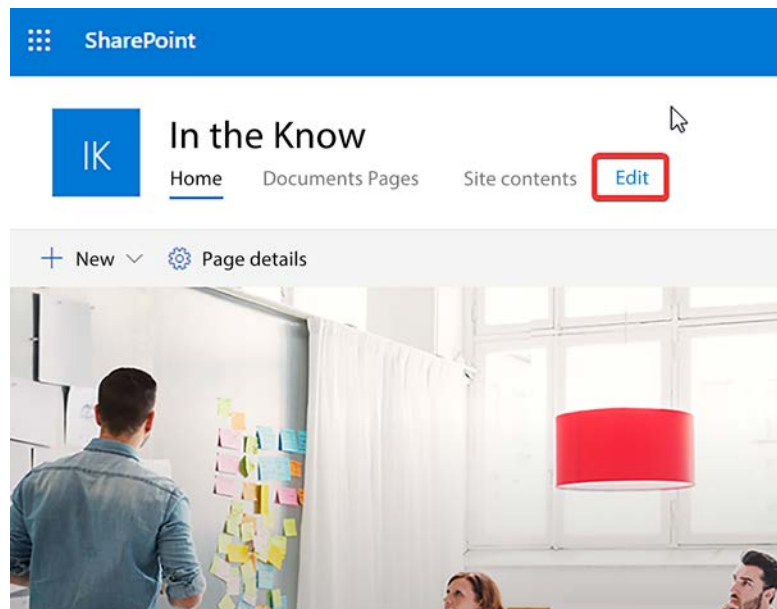 SharePoint
IK
In the Know
Home Documents Pages Site contents Edit
New Page details